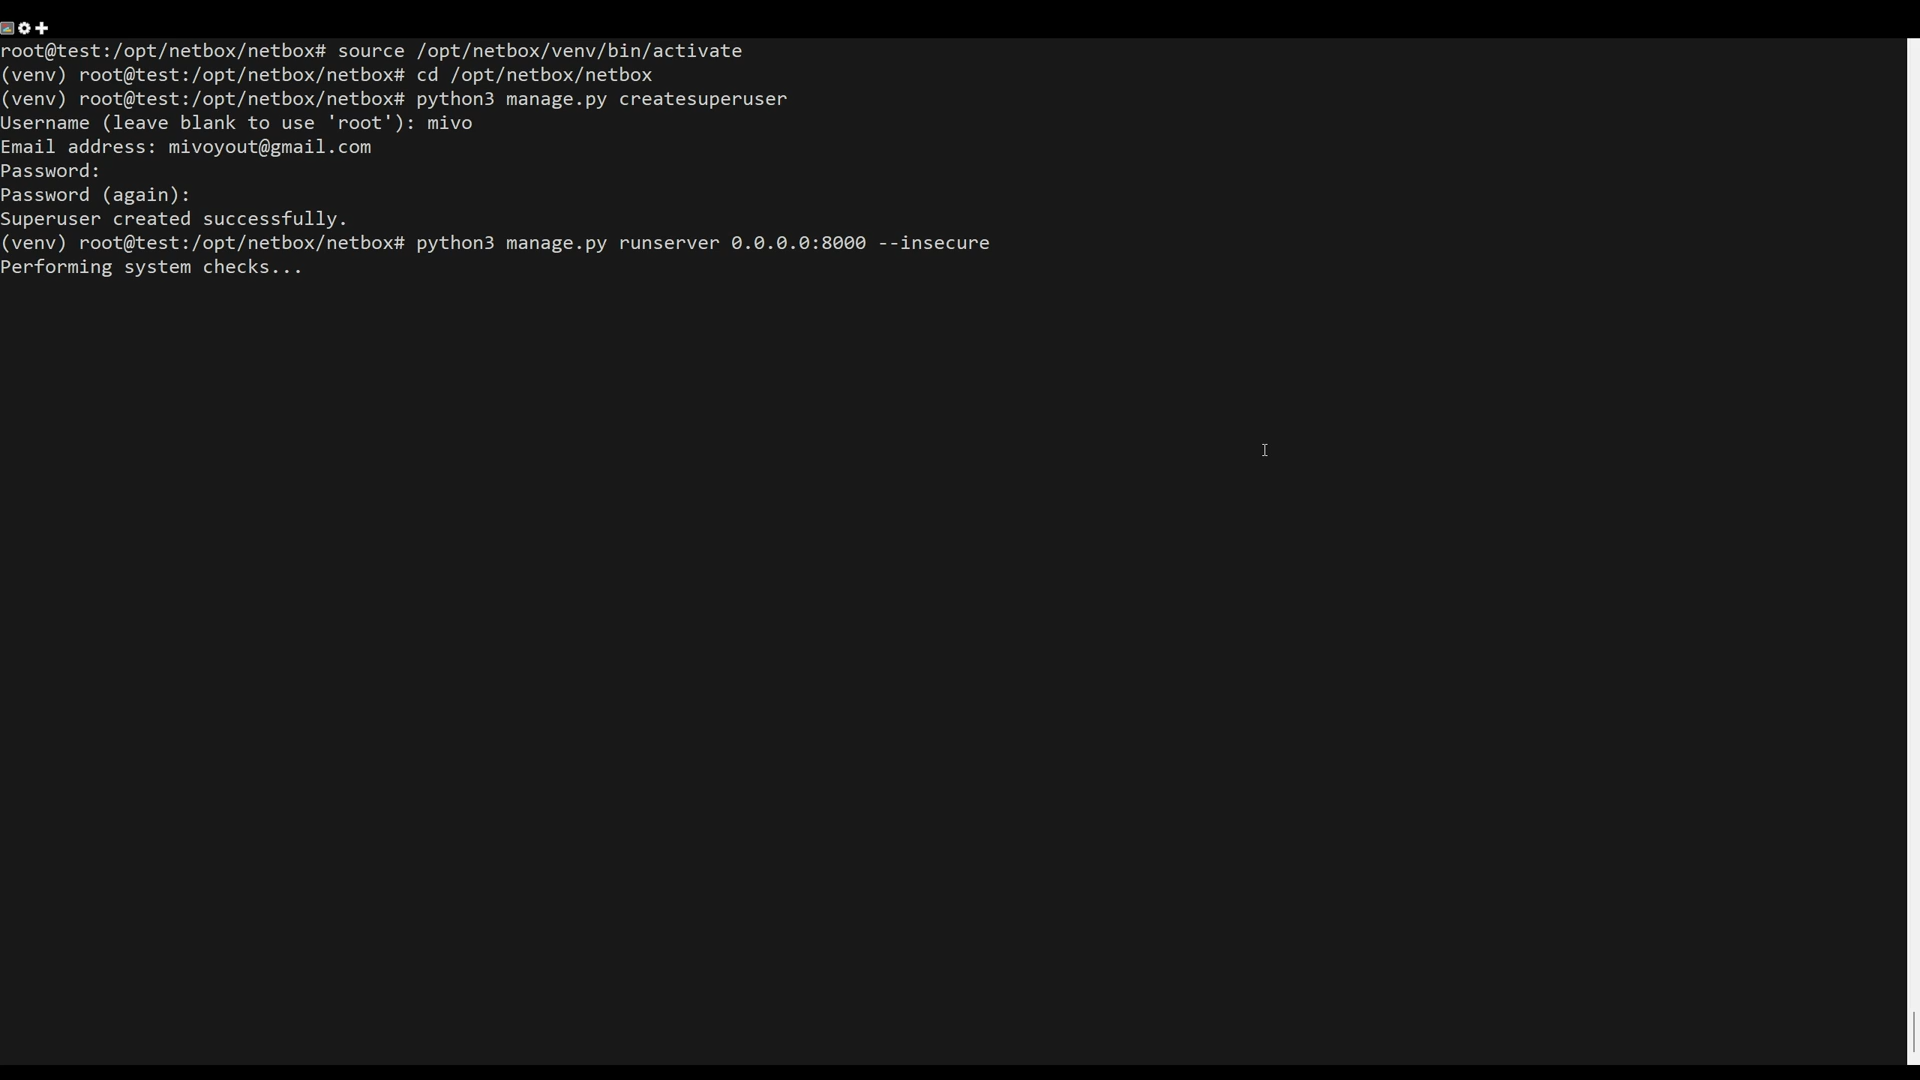 root@test:/opt/netbox/netbox# source /opt/netbox/venv/bin/activate
(venv) root@test:/opt/netbox/netbox# cd /opt/netbox/netbox
(venv) root@test:/opt/netbox/netbox# python3 manage.py createsuperuser
Username (leave blank to use 'root'): mivo
Email address: mivoyout@gmail.com
Password:
Password (again):
Superuser created successfully.
(venv) root@test:/opt/netbox/netbox# python3 manage.py runserver 0.0.0.0:8000 --insecure
Performing system checks...